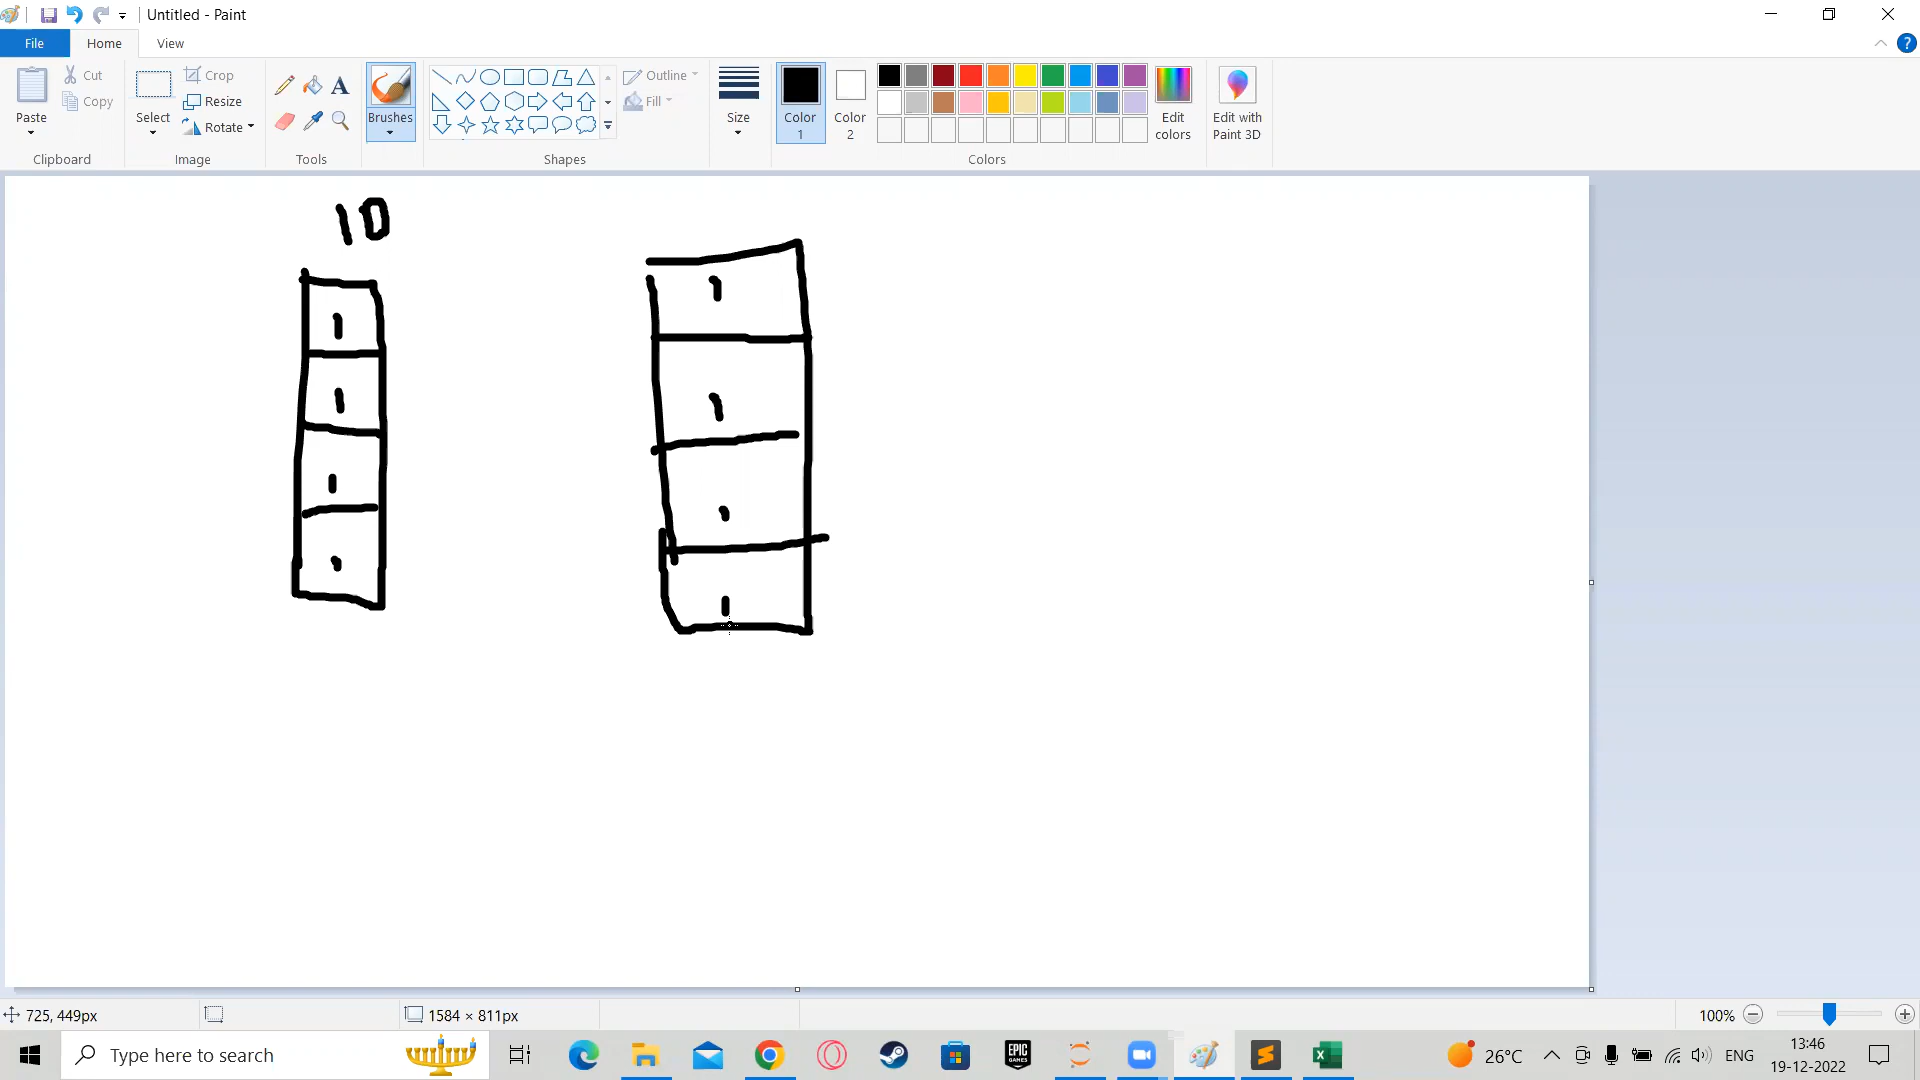 Untitled - Paint
File Home View
Paste
Cut
Copy
Clipboard
Select
Crop
Resize
Rotate
Image
Tools
Brushes
Shapes
Outline
Fill
Size
Color
1
Color
2
Colors
Edit
colors
Edit with
Paint 3D
?
10
1
1
1
1
1
1
1
1
725, 449px
1584 × 811px
100%
Type here to search
EPIC
GAMES
26°C
ENG
13:46
19-12-2022